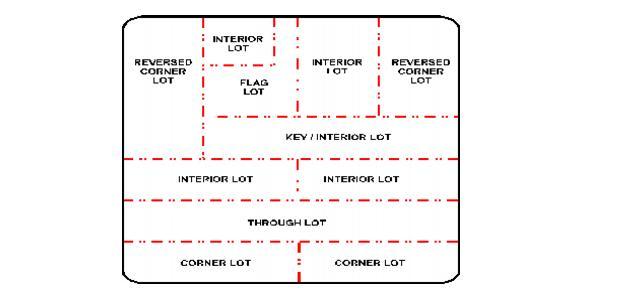 INTERIOR
LOT
REVERSED
CORNER
LOT
FLAG
LOT
INTERIOR
LOT
REVERSED
CORNER
LOT
KEY / INTERIOR LOT
INTERIOR LOT
INTERIOR LOT
THROUGH LOT
CORNER LOT
CORNER LOT